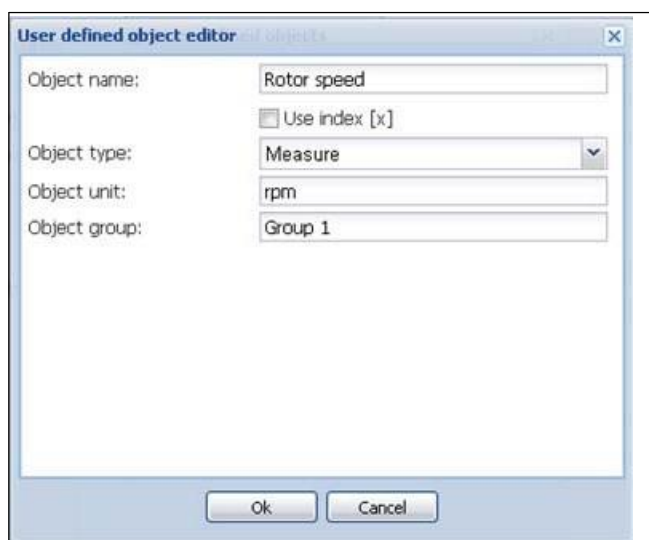 User defined object editor
Object name: Rotor speed
Use index [x]
Object type: Measure
Object unit: rpm
Object group: Group 1
Ok Cancel